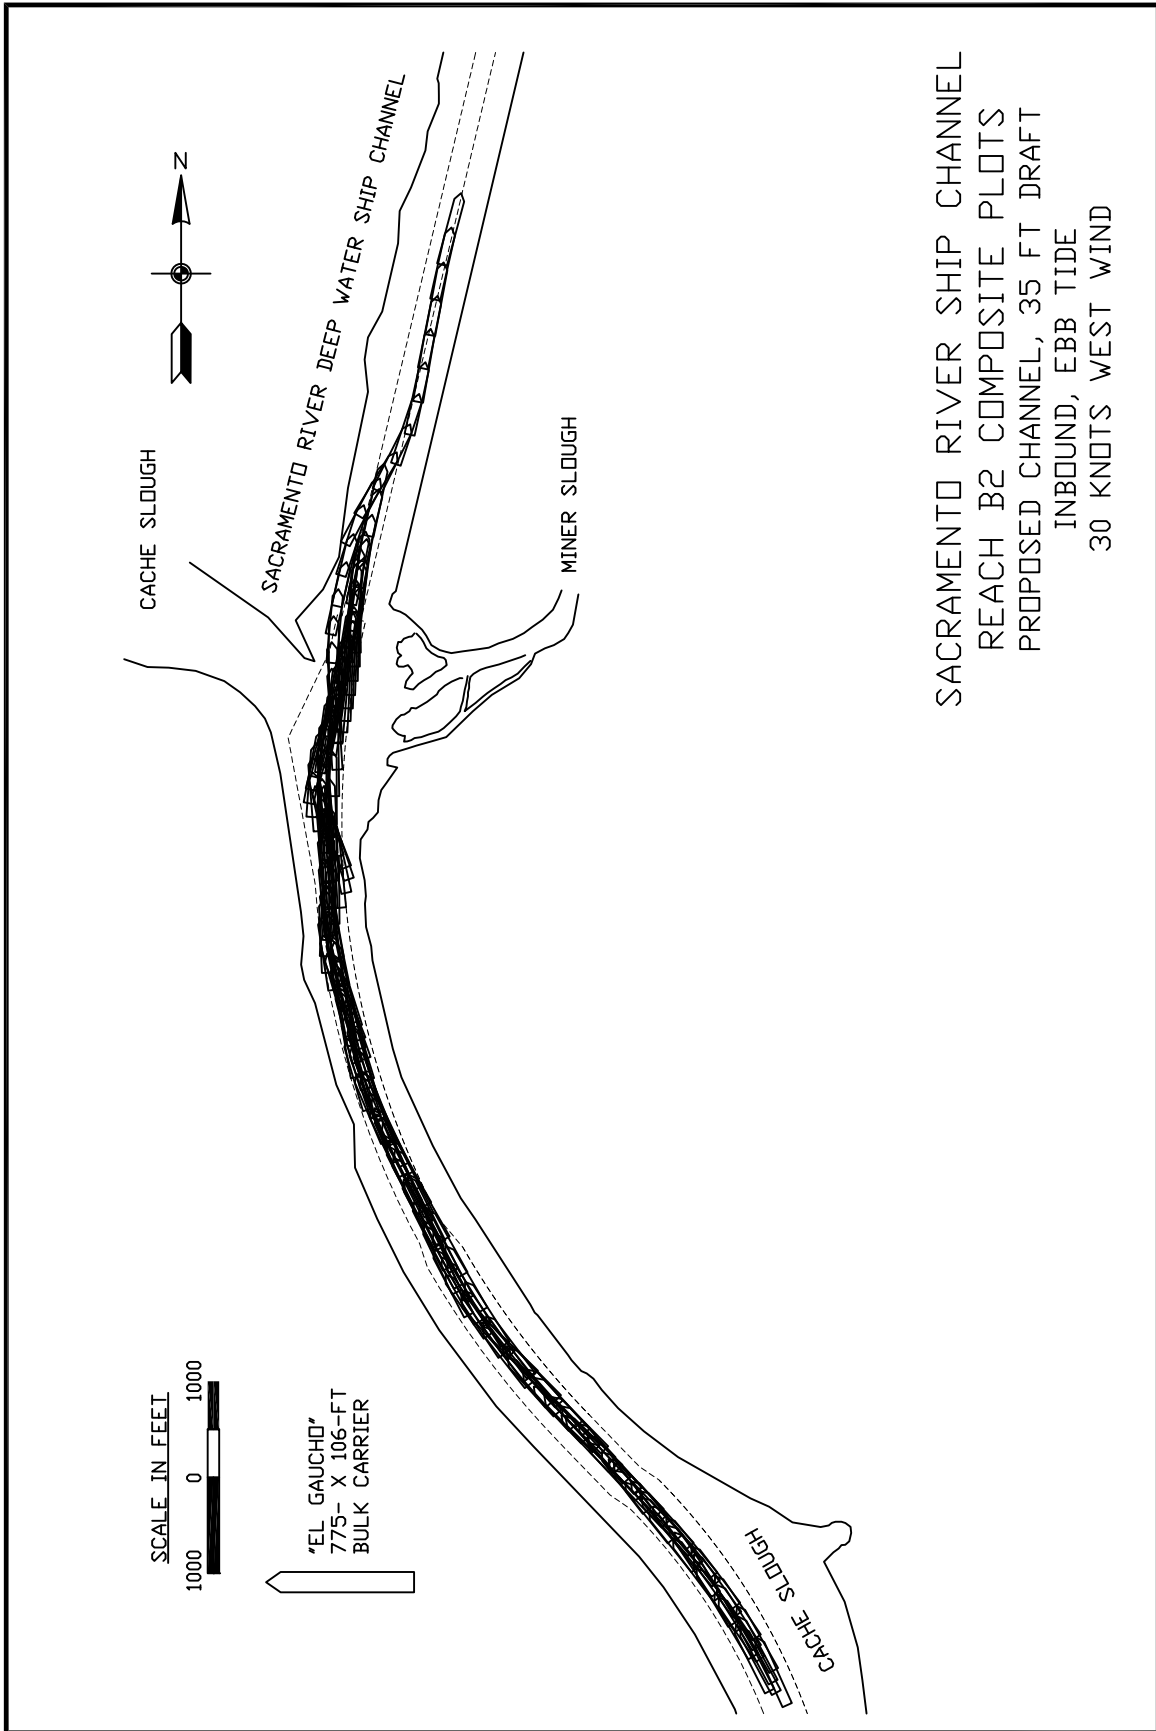 SCALE IN FEET
1000 0 1000
"EL GAUCHO"
775- X 106-FT
BULK CARRIER
CACHE SLOUGH
N
SACRAMENTO RIVER DEEP WATER SHIP CHANNEL
MINER SLOUGH
CACHE SLOUGH
SACRAMENTO RIVER SHIP CHANNEL
REACH B2 COMPOSITE PLOTS
PROPOSED CHANNEL, 35 FT DRAFT
INBOUND, EBB TIDE
30 KNOTS WEST WIND